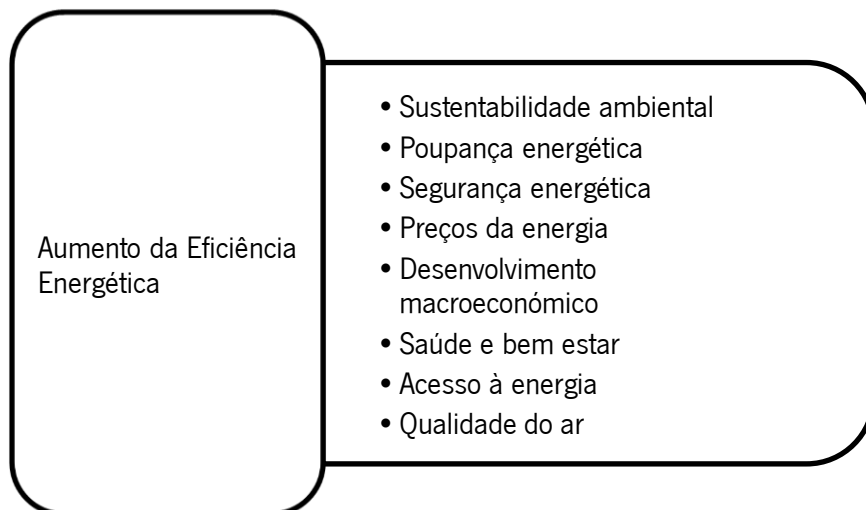 Aumento da Eficiência
Energética
• Sustentabilidade ambiental
• Poupança energética
• Segurança energética
• Preços da energia
• Desenvolvimento
macroeconómico
• Saúde e bem estar
• Acesso à energia
• Qualidade do ar